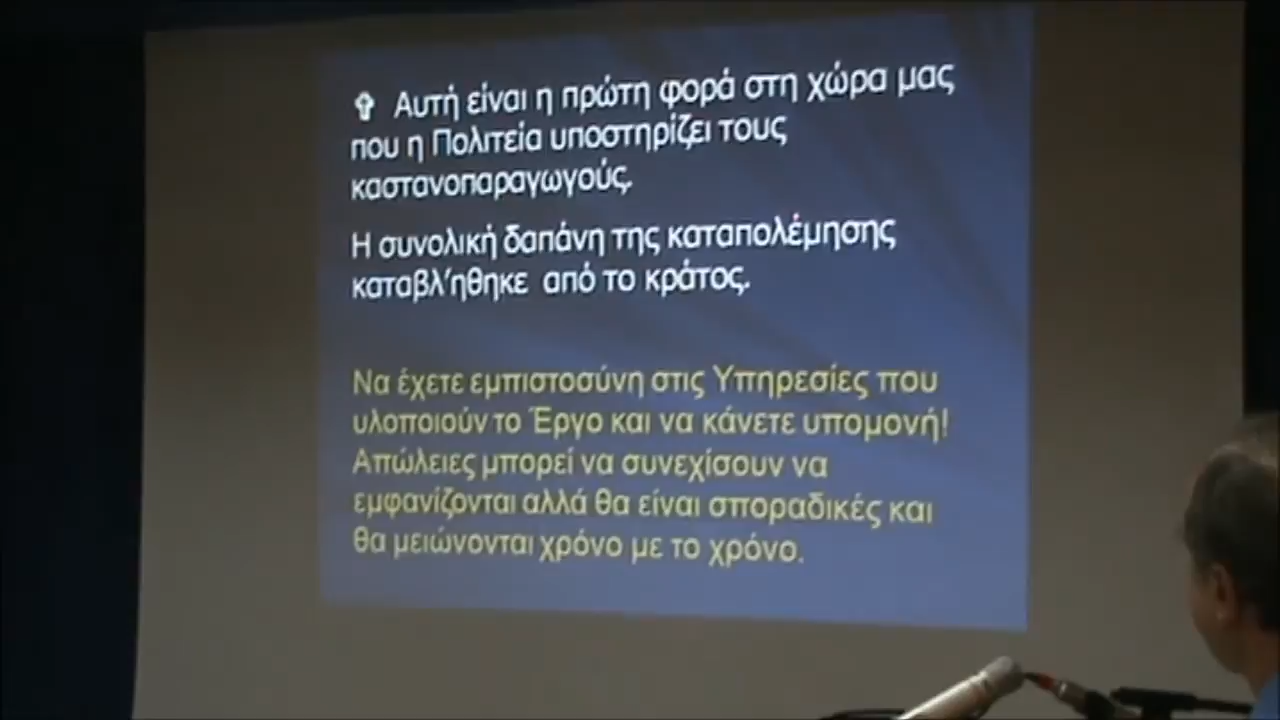 ✞ Αυτή είναι η πρώτη φορά στη χώρα μας
που η Πολιτεία υποστηρίζει τους
καστανοπαραγωγούς.
Η συνολική δαπάνη της καταπολέμησης
καταβλ'ηθηκε από το κράτος.
Να έχετε εμπιστοσύνη στις Υπηρεσίες που
υλοποιούν το Έργο και να κάνετε υπομονή!
Απώλειες μπορεί να συνεχίσουν να
εμφανίζονται αλλά θα είναι σποραδικές και
θα μειώνονται χρόνο με το χρόνο.